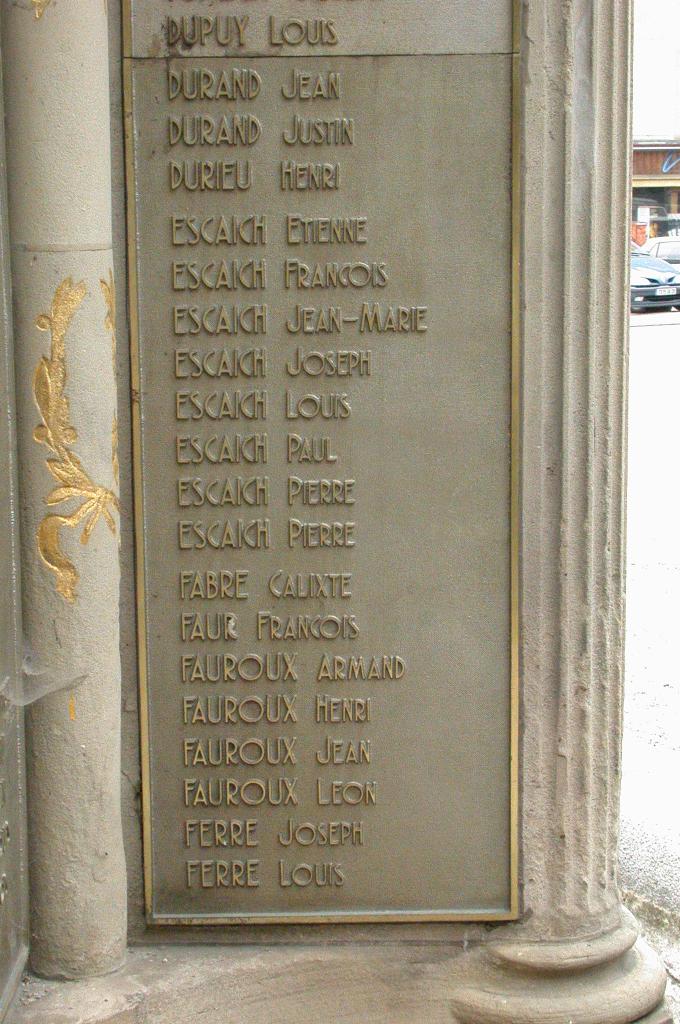 DUPUY LOUIS
DURAND JEAN
DURAND JUSTIN
DURIEU HENRI
ESCAICH ETIENNE
ESCAICH FRANCOIS
ESCAICH JEAN-MARIE
ESCAICH JOSEPH
ESCAICH LOUIS
ESCAICH PAUL
ESCAICH PIERRE
ESCAICH PIERRE
FABRE CALIXTE
FAUR FRANCOIS
FAUROUX ARMAND
FAUROUX HENRI
FAUROUX JEAN
FAUROUX LEON
FERRE JOSEPH
FERRE LOUIS